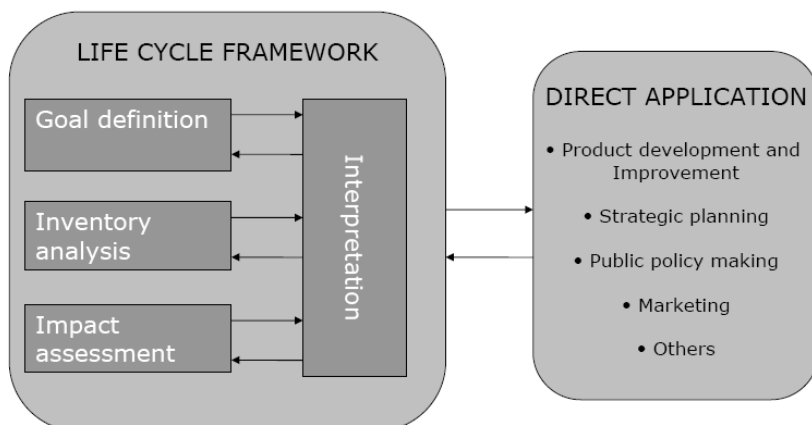 LIFE CYCLE FRAMEWORK
Goal definition
Inventory
analysis
Impact
assessment
Interpretation
DIRECT APPLICATION
• Product development and
Improvement
• Strategic planning
• Public policy making
• Marketing
• Others